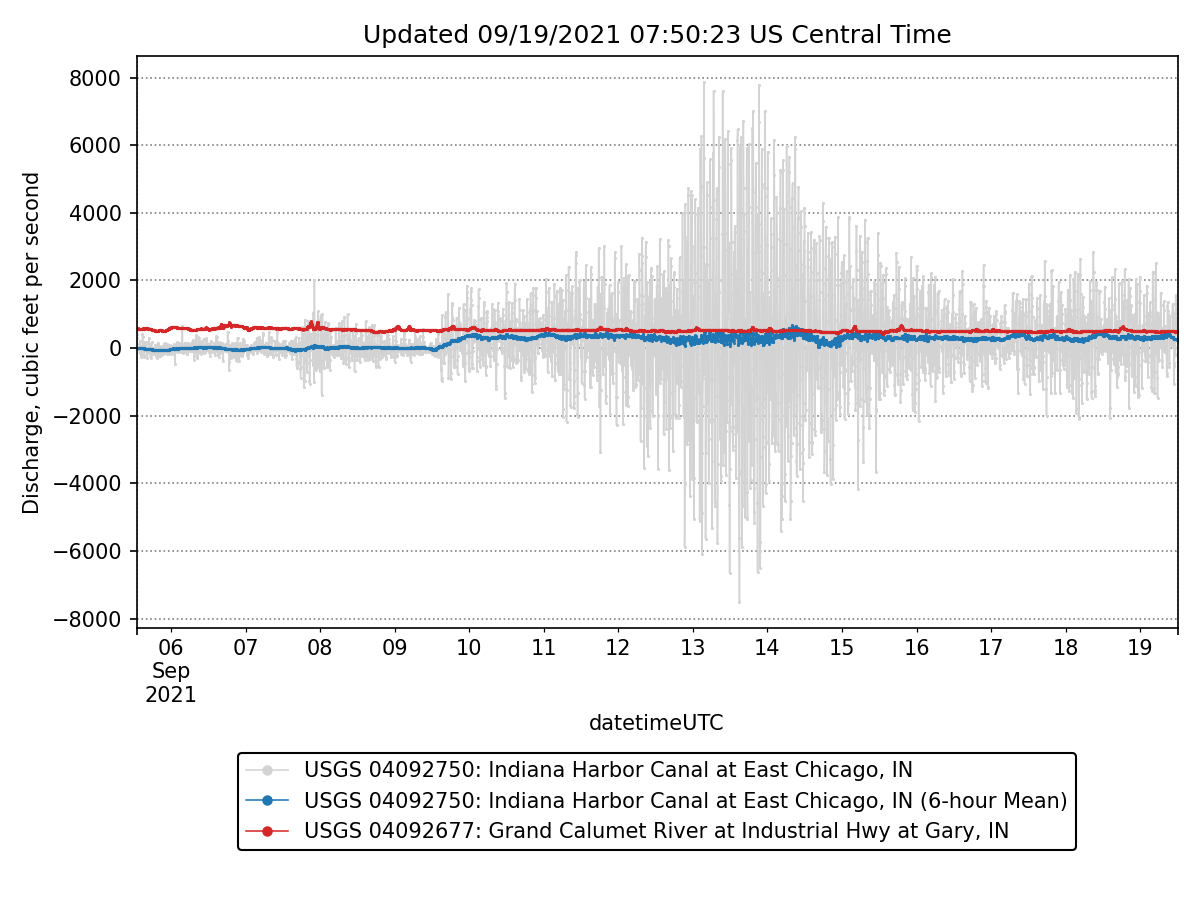 Updated 09/19/2021 07:50:23 US Central Time
Discharge, cubic feet per second
8000
6000
4000
2000
0
−2000
−4000
−6000
−8000
06 07 08 09 10 11 12 13 14 15 16 17 18 19
Sep
2021
datetimeUTC
USGS 04092750: Indiana Harbor Canal at East Chicago, IN
USGS 04092750: Indiana Harbor Canal at East Chicago, IN (6-hour Mean)
USGS 04092677: Grand Calumet River at Industrial Hwy at Gary, IN